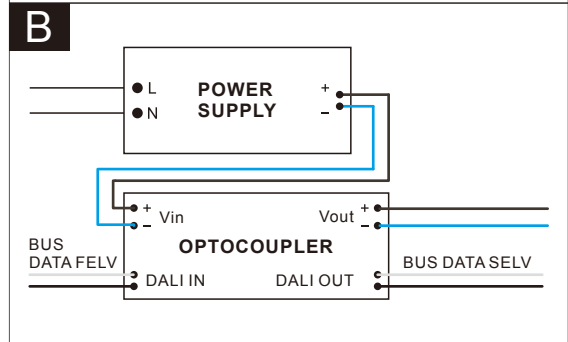 B
L
POWER
+
N
SUPPLY
–
+
Vin
Vout
+
–
–
BUS
OPTOCOUPLER
DATA FELV
BUS DATA SELV
DALI IN
DALI OUT